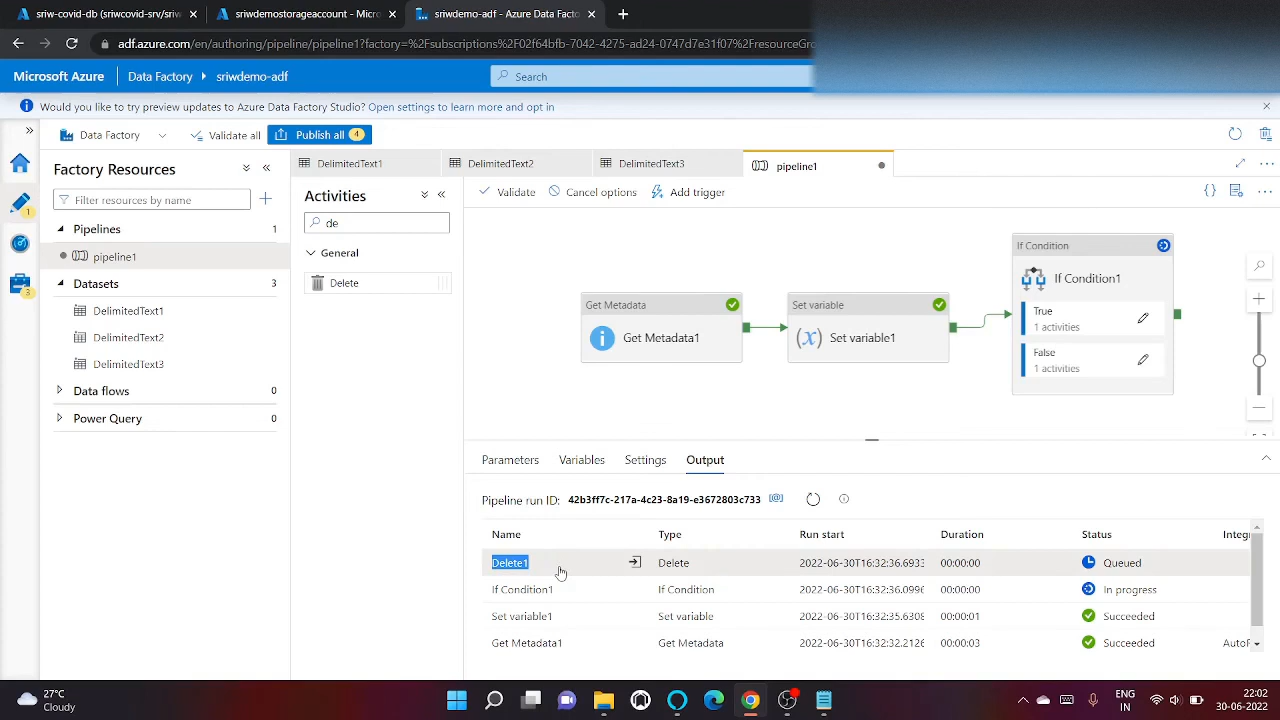 sriw-covid-db (sriwcovid-srv/sriw
sriwdemostorageaccount - Micro
sriwdemo-adf - Azure Data Facto
adf.azure.com/en/authoring/pipeline/pipeline1?factory=%2Fsubscriptions%2F02f64bfb-7042-4275-ad24-0747d7e31f07%2FresourceGro
Microsoft Azure Data Factory sriwdemo-adf Search
Would you like to try preview updates to Azure Data Factory Studio? Open settings to learn more and opt in
Data Factory Validate all Publish all 4
Factory Resources
Filter resources by name
Pipelines 1
pipeline1
Datasets 3
DelimitedText1
DelimitedText2
DelimitedText3
Data flows 0
Power Query 0
1
3
DelimitedText1 DelimitedText2 DelimitedText3 pipeline1
Activities
de
General
Delete
Validate Cancel options Add trigger
Get Metadata
Get Metadata1
Set variable
(x) Set variable1
If Condition
If Condition1
True
1 activities
False
1 activities
Parameters Variables Settings Output
Pipeline run ID: 42b3ff7c-217a-4c23-8a19-e3672803c733
Name Type Run start Duration Status Integr
Delete1 Delete 2022-06-30T16:32:36.6933 00:00:00 Queued
If Condition1 If Condition 2022-06-30T16:32:36.0996 00:00:00 In progress
Set variable1 Set variable 2022-06-30T16:32:35.6308 00:00:01 Succeeded
Get Metadata1 Get Metadata 2022-06-30T16:32:32.2126 00:00:03 Succeeded AutoR
27°C
Cloudy
ENG
IN
22:02
30-06-2022